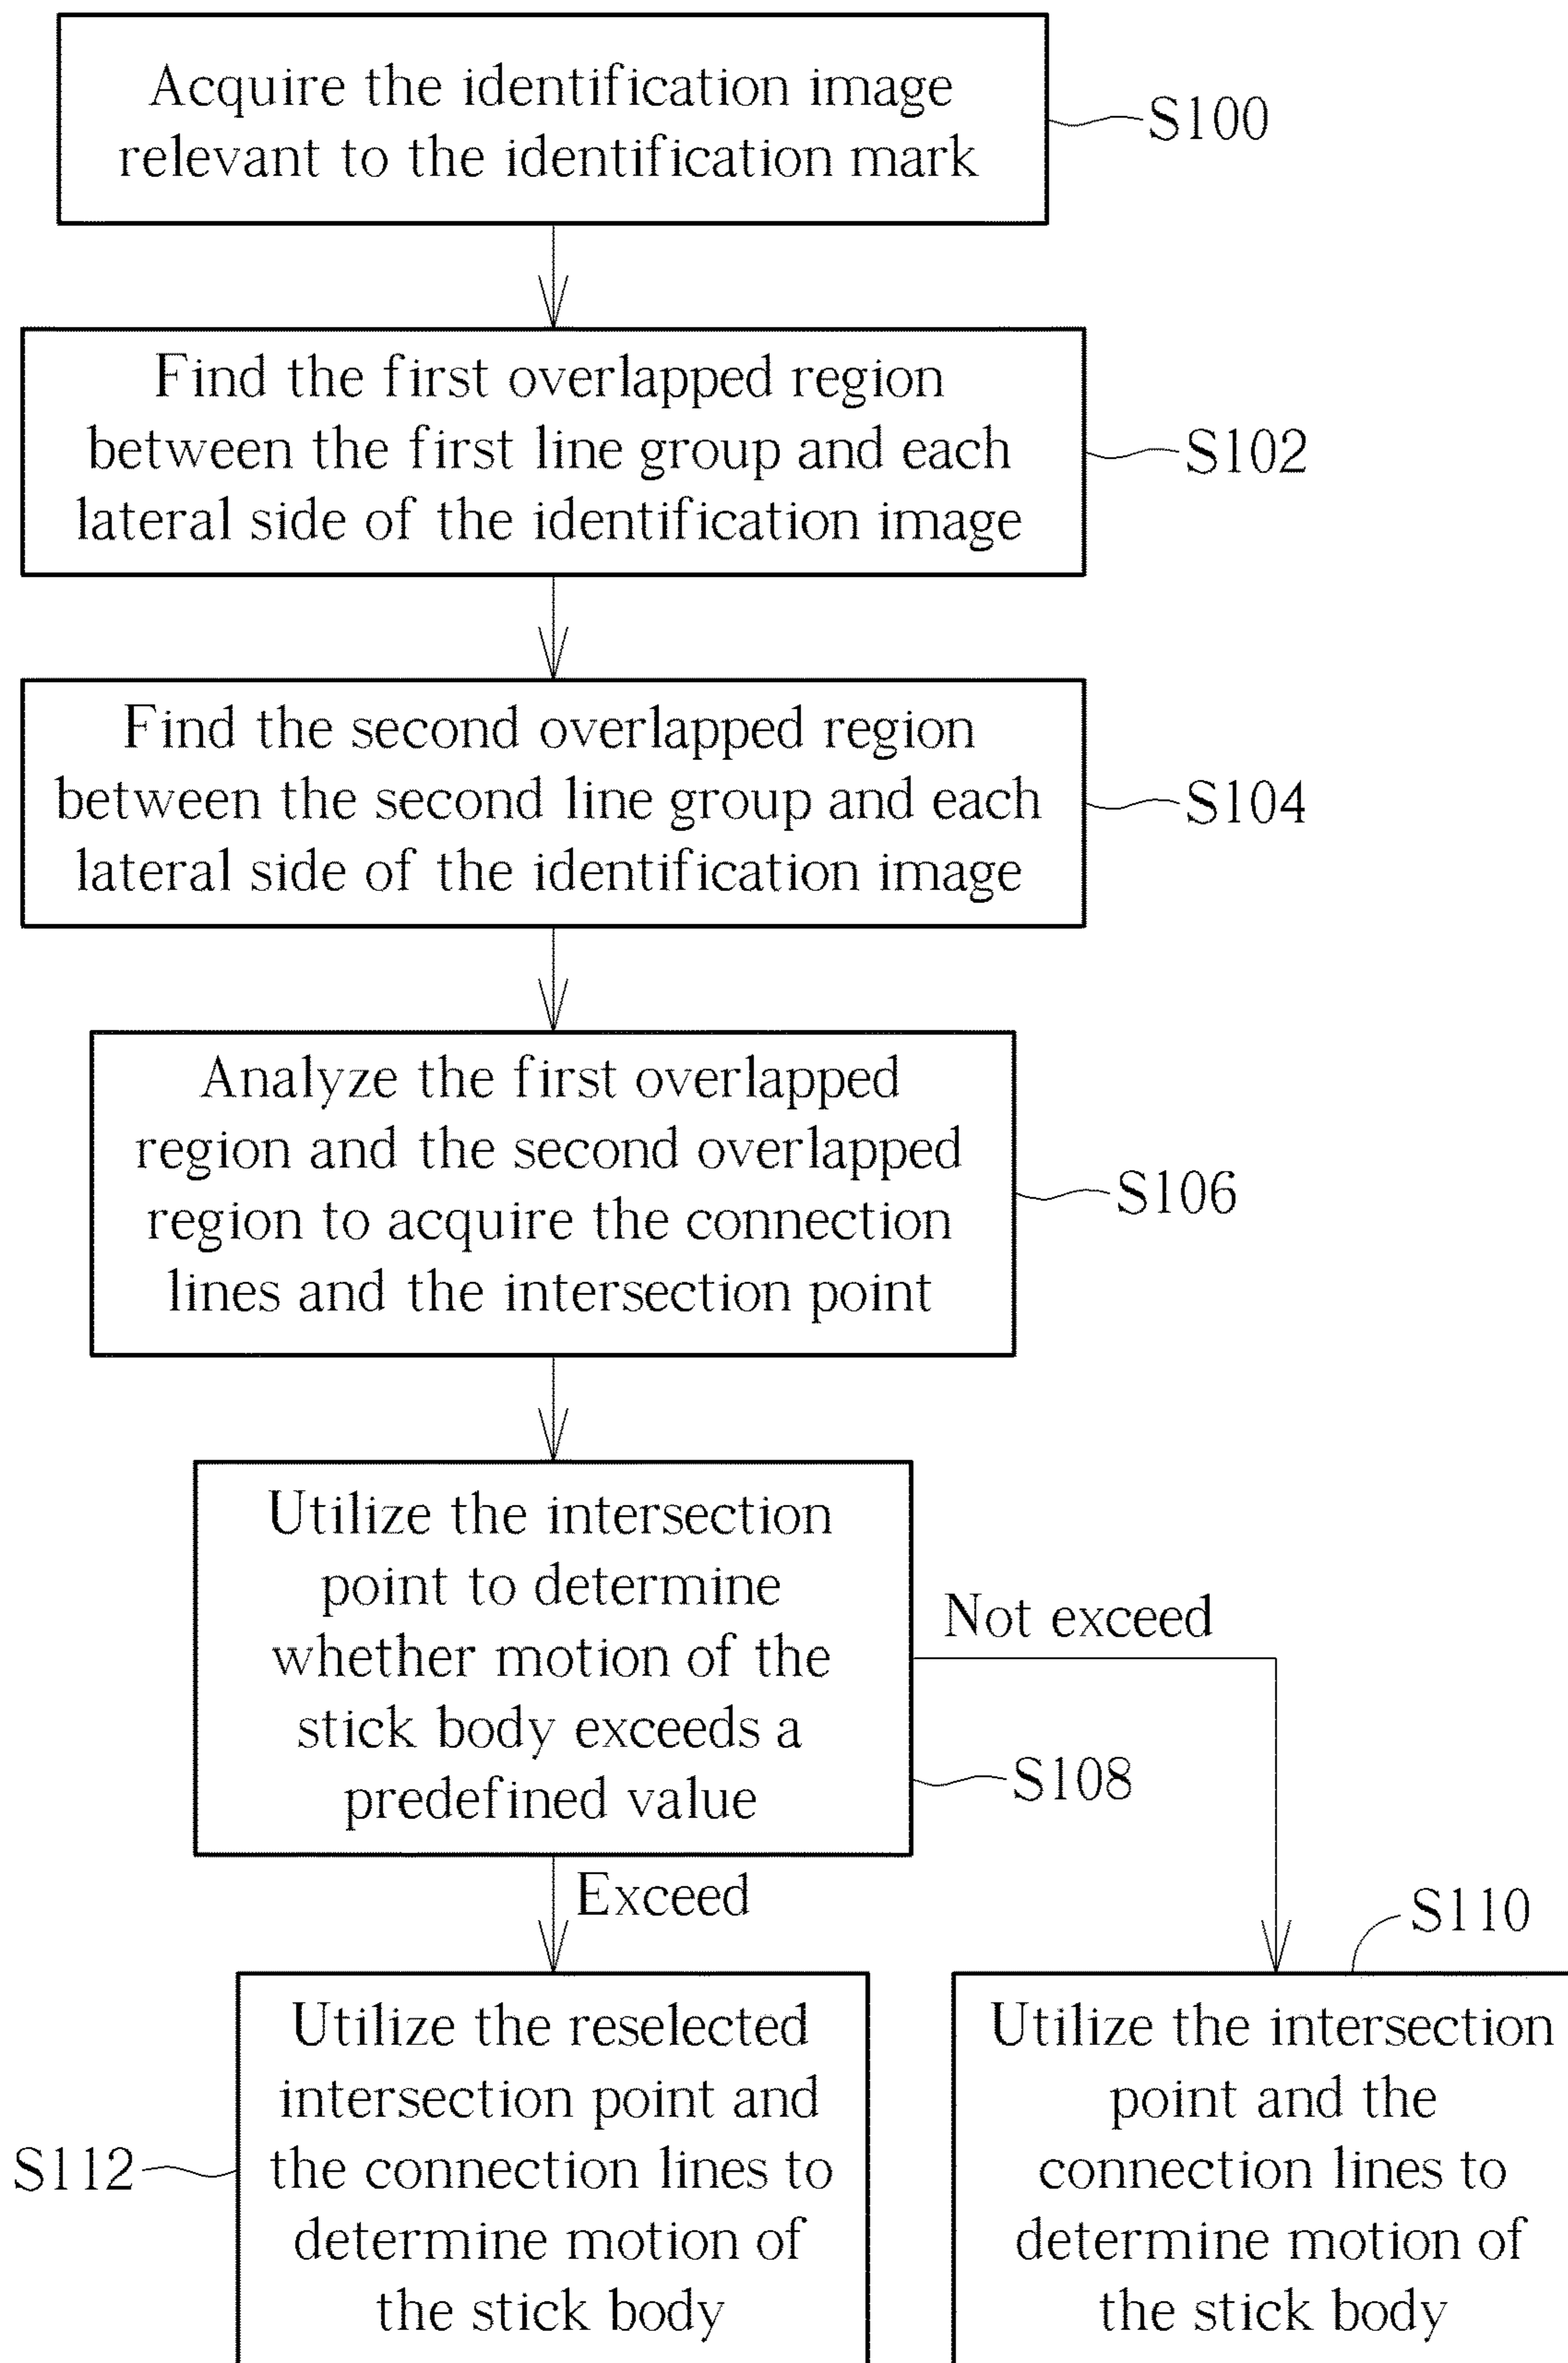 Acquire the identification image
relevant to the identification mark
S100
Find the first overlapped region
between the first line group and each
lateral side of the identification image
S102
Find the second overlapped region
between the second line group and each
lateral side of the identification image
S104
Analyze the first overlapped
region and the second overlapped
region to acquire the connection
lines and the intersection point
S106
Utilize the intersection
point to determine
whether motion of the
stick body exceeds a
predefined value
S108
Not exceed
Exceed
S110
Utilize the reselected
intersection point and
the connection lines to
determine motion of
the stick body
S112
Utilize the intersection
point and the
connection lines to
determine motion of
the stick body